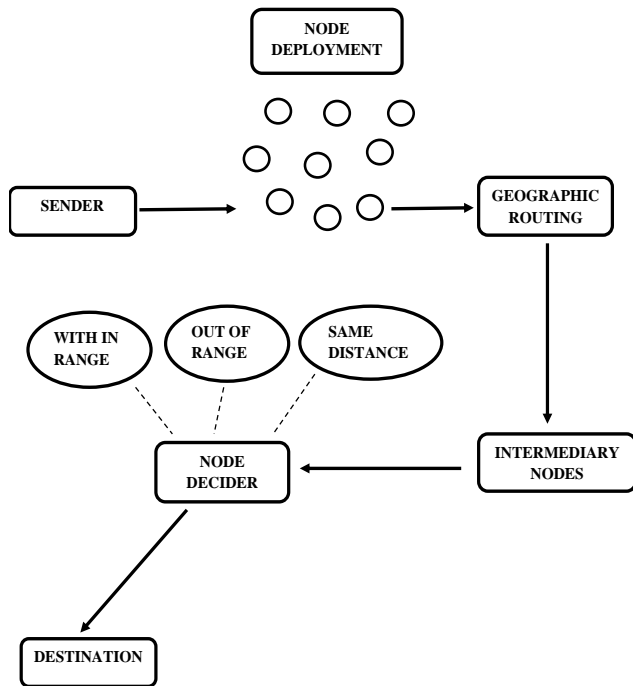 NODE
DEPLOYMENT
SENDER
GEOGRAPHIC
ROUTING
WITH IN
RANGE
OUT OF
RANGE
SAME
DISTANCE
NODE
DECIDER
INTERMEDIARY
NODES
DESTINATION